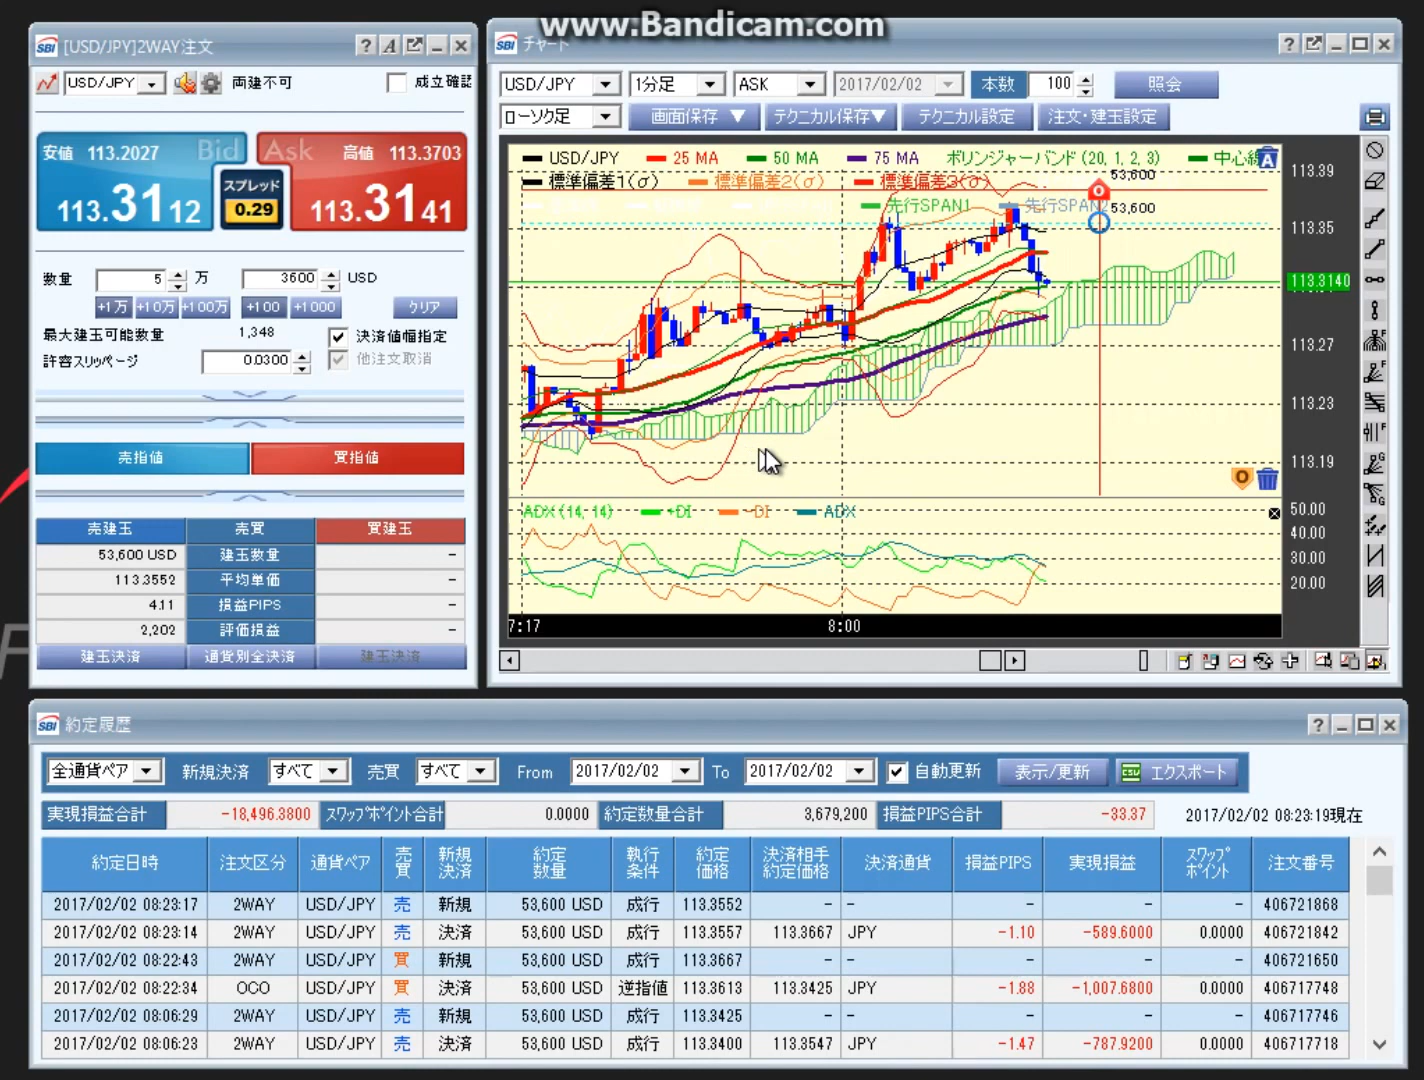 www.Bandicam.com
SBI [USD/JPY]2WAY注文
USD/JPY 両建不可 成立確認
安値 113.2027 Bid
113.31 12
スプレッド
0.29
Ask 高値 113.3703
113.31 41
数量 5 万 3600 USD
+1万 +10万 +100万 +100 +1000 クリア
最大建玉可能数量 1,348 決済値幅指定
許容スリッページ 0.0300 他注文取消
売指値 買指値
売建玉 売買 買建玉
53,600 USD 建玉数量 -
113.3552 平均単価 -
4.11 損益PIPS -
2,202 評価損益 -
建玉決済 通貨別全決済 建玉決済
SBI チャート
USD/JPY 1分足 ASK 2017/02/02 本数 100 照会
ローソク足 画面保存 ▼ テクニカル保存▼ テクニカル設定 注文・建玉設定
USD/JPY 25 MA 50 MA 75 MA ボリンジャーバンド (20, 1, 2, 3) 中心線
標準偏差1(σ) 標準偏差2(σ) 標準偏差3(σ)
先行SPAN1 先行SPAN2
53,600
53,600
113.39
113.35
113.3140
113.27
113.23
113.19
ADX (14, 14) +DI -DI ADX
50.00
40.00
30.00
20.00
7:17 8:00
SBI 約定履歴
全通貨ペア 新規決済 すべて 売買 すべて From 2017/02/02 To 2017/02/02 自動更新 表示/更新 CSV エクスポート
実現損益合計 -18,496.3800 スワップポイント合計 0.0000 約定数量合計 3,679,200 損益PIPS合計 -33.37 2017/02/02 08:23:19現在
約定日時 注文区分 通貨ペア 売買 新規決済 約定数量 執行条件 約定価格 決済相手約定価格 決済通貨 損益PIPS 実現損益 スワップポイント 注文番号
2017/02/02 08:23:17 2WAY USD/JPY 売 新規 53,600 USD 成行 113.3552 - - - - - 406721868
2017/02/02 08:23:14 2WAY USD/JPY 売 決済 53,600 USD 成行 113.3557 113.3667 JPY -1.10 -589.6000 0.0000 406721842
2017/02/02 08:22:43 2WAY USD/JPY 買 新規 53,600 USD 成行 113.3667 - - - - - 406721650
2017/02/02 08:22:34 OCO USD/JPY 買 決済 53,600 USD 逆指値 113.3613 113.3425 JPY -1.88 -1,007.6800 0.0000 406717748
2017/02/02 08:06:29 2WAY USD/JPY 売 新規 53,600 USD 成行 113.3425 - - - - - 406717746
2017/02/02 08:06:23 2WAY USD/JPY 売 決済 53,600 USD 成行 113.3400 113.3547 JPY -1.47 -787.9200 0.0000 406717718